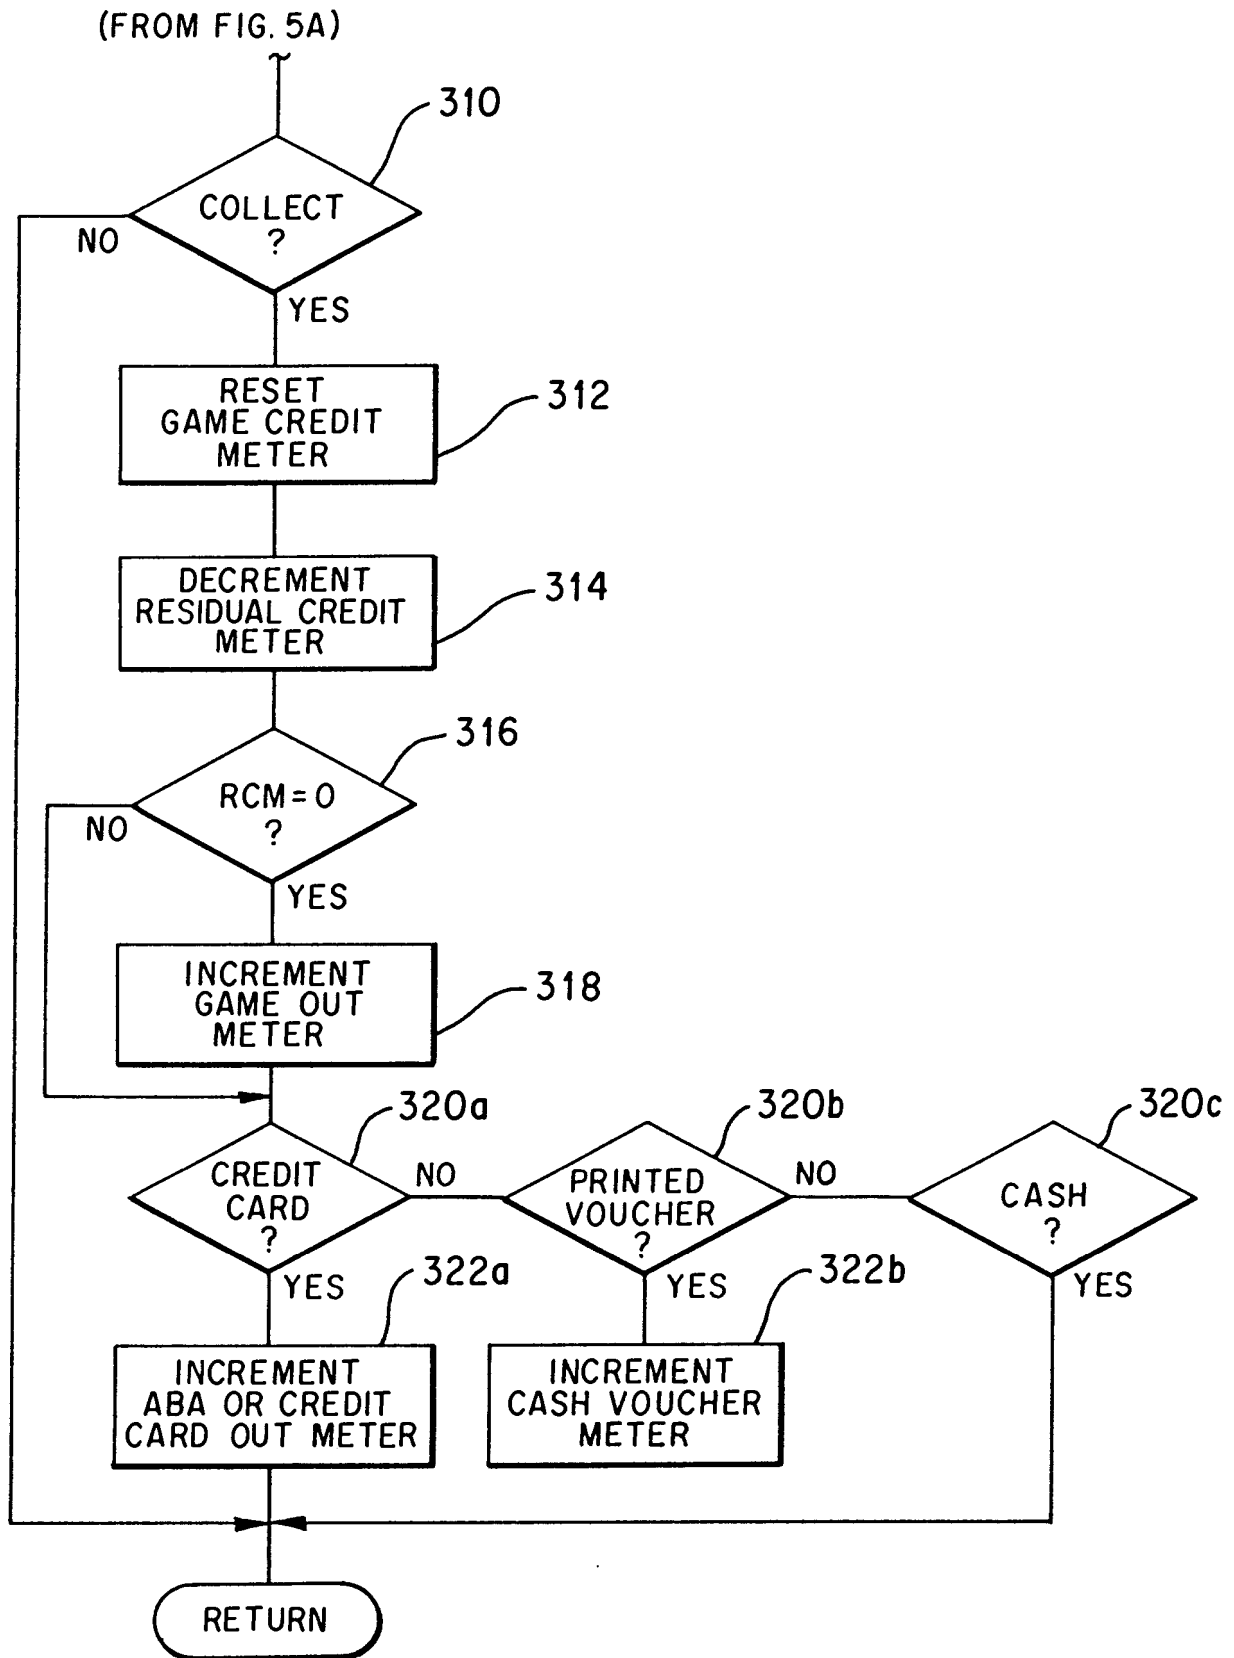 (FROM FIG. 5A)
310
COLLECT
?
NO
YES
RESET
GAME CREDIT
METER
312
DECREMENT
RESIDUAL CREDIT
METER
314
316
RCM=0
?
NO
YES
INCREMENT
GAME OUT
METER
318
320a
CREDIT
CARD
?
NO
YES
320b
PRINTED
VOUCHER
?
NO
YES
320c
CASH
?
YES
322a
INCREMENT
ABA OR CREDIT
CARD OUT METER
322b
INCREMENT
CASH VOUCHER
METER
RETURN